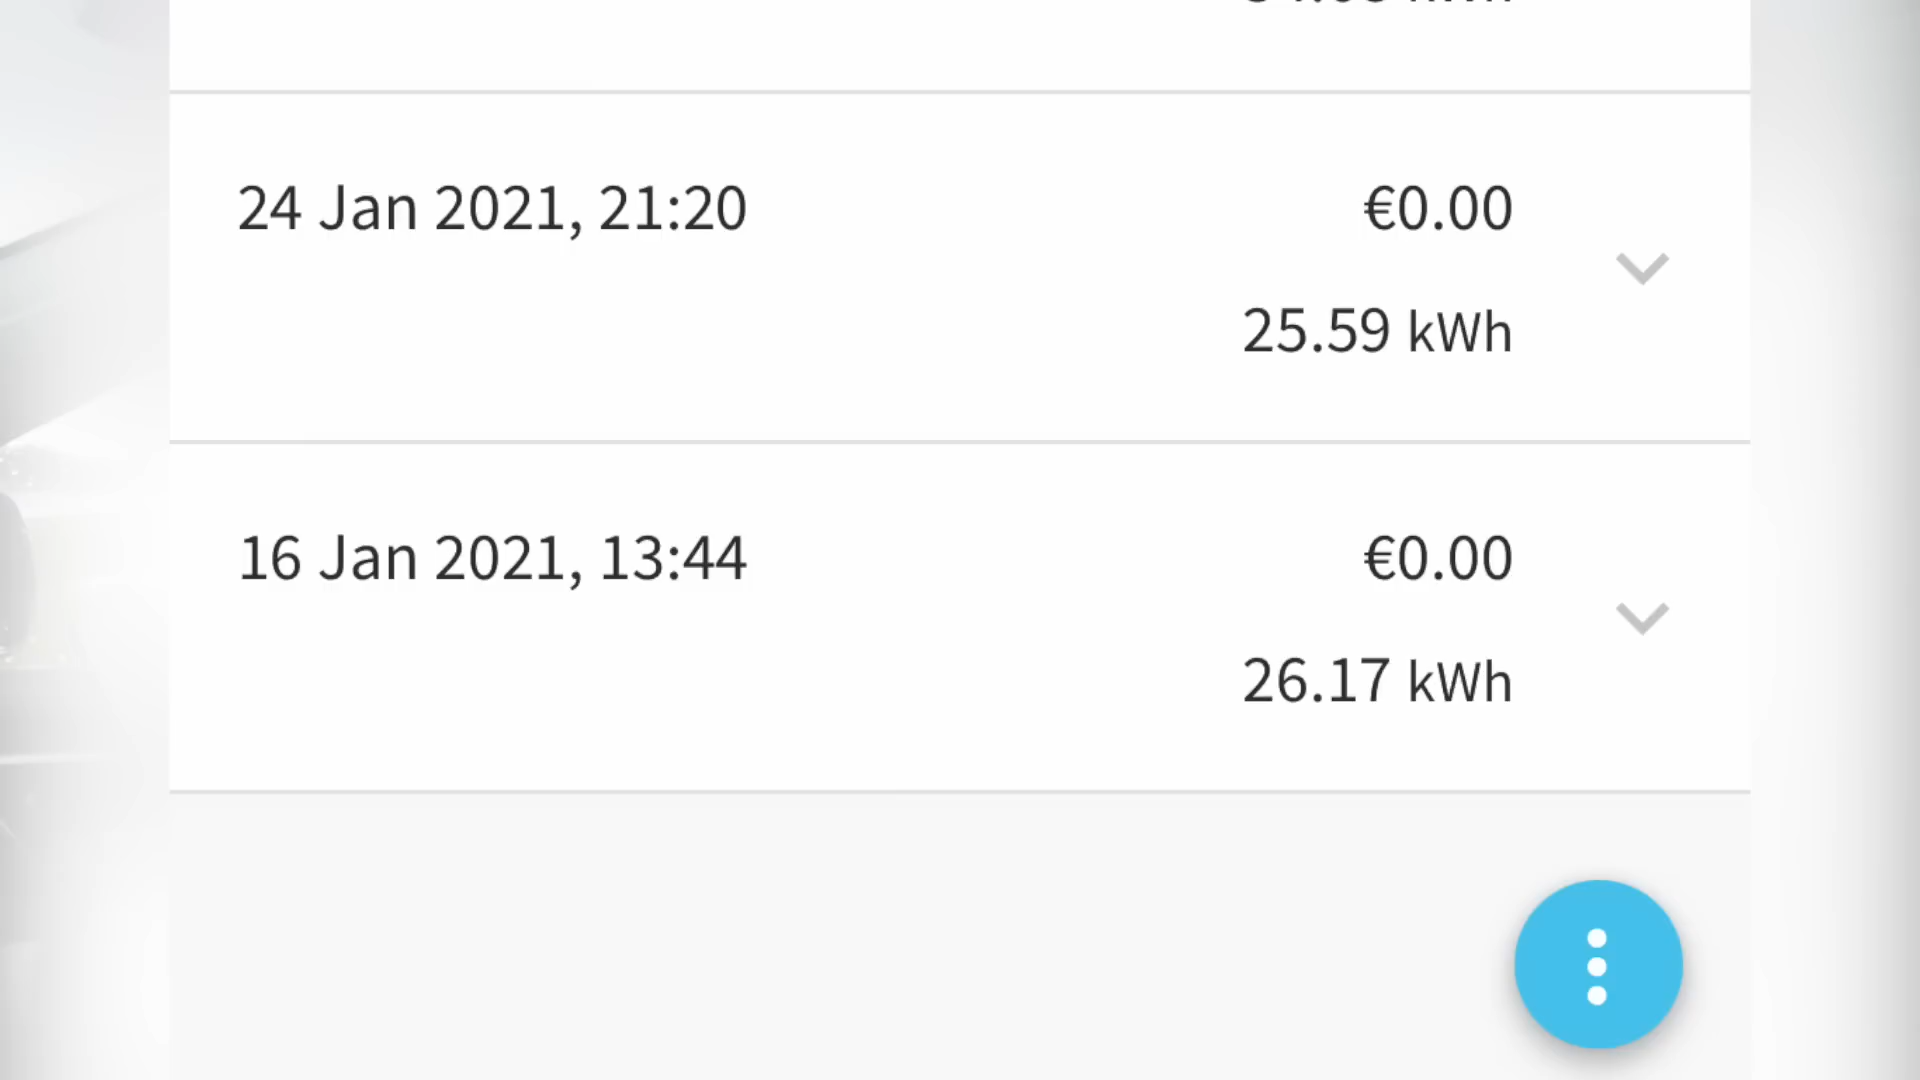 24 Jan 2021, 21:20
€0.00
25.59 kWh
16 Jan 2021, 13:44
€0.00
26.17 kWh